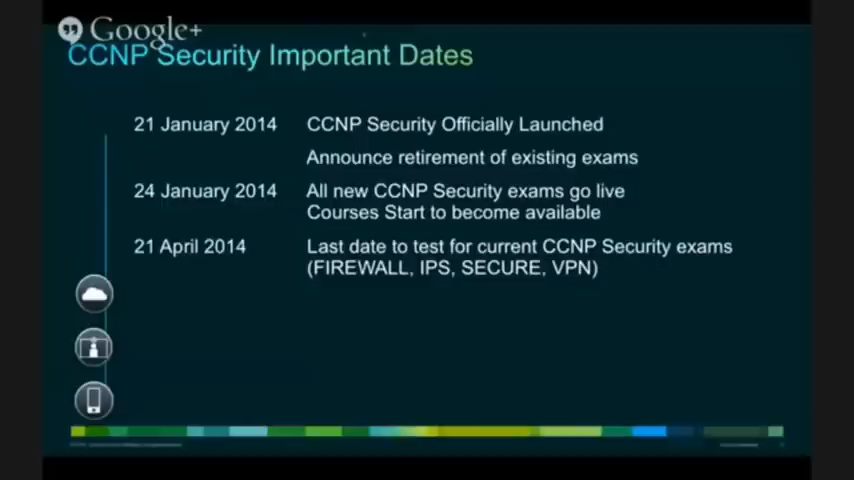 Google+
CCNP Security Important Dates
21 January 2014 CCNP Security Officially Launched
Announce retirement of existing exams
24 January 2014 All new CCNP Security exams go live
Courses Start to become available
21 April 2014 Last date to test for current CCNP Security exams
(FIREWALL, IPS, SECURE, VPN)